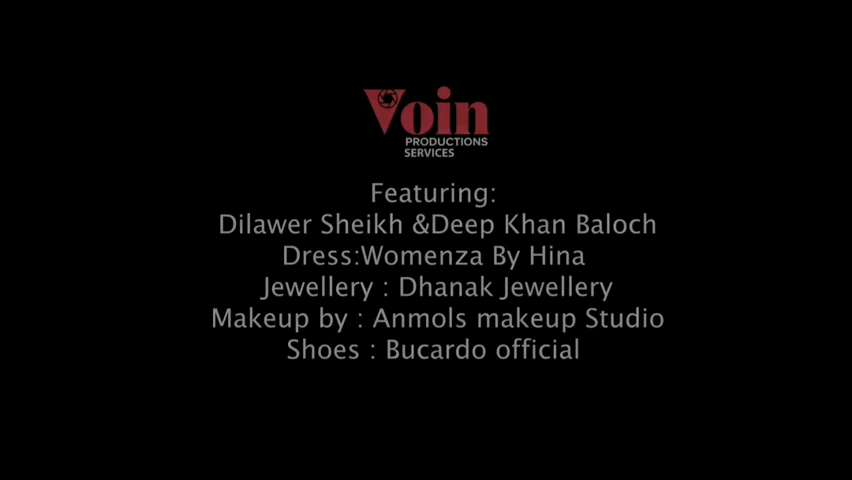 Voin
PRODUCTIONS
SERVICES
Featuring:
Dilawer Sheikh &Deep Khan Baloch
Dress:Womenza By Hina
Jewellery : Dhanak Jewellery
Makeup by : Anmols makeup Studio
Shoes : Bucardo official